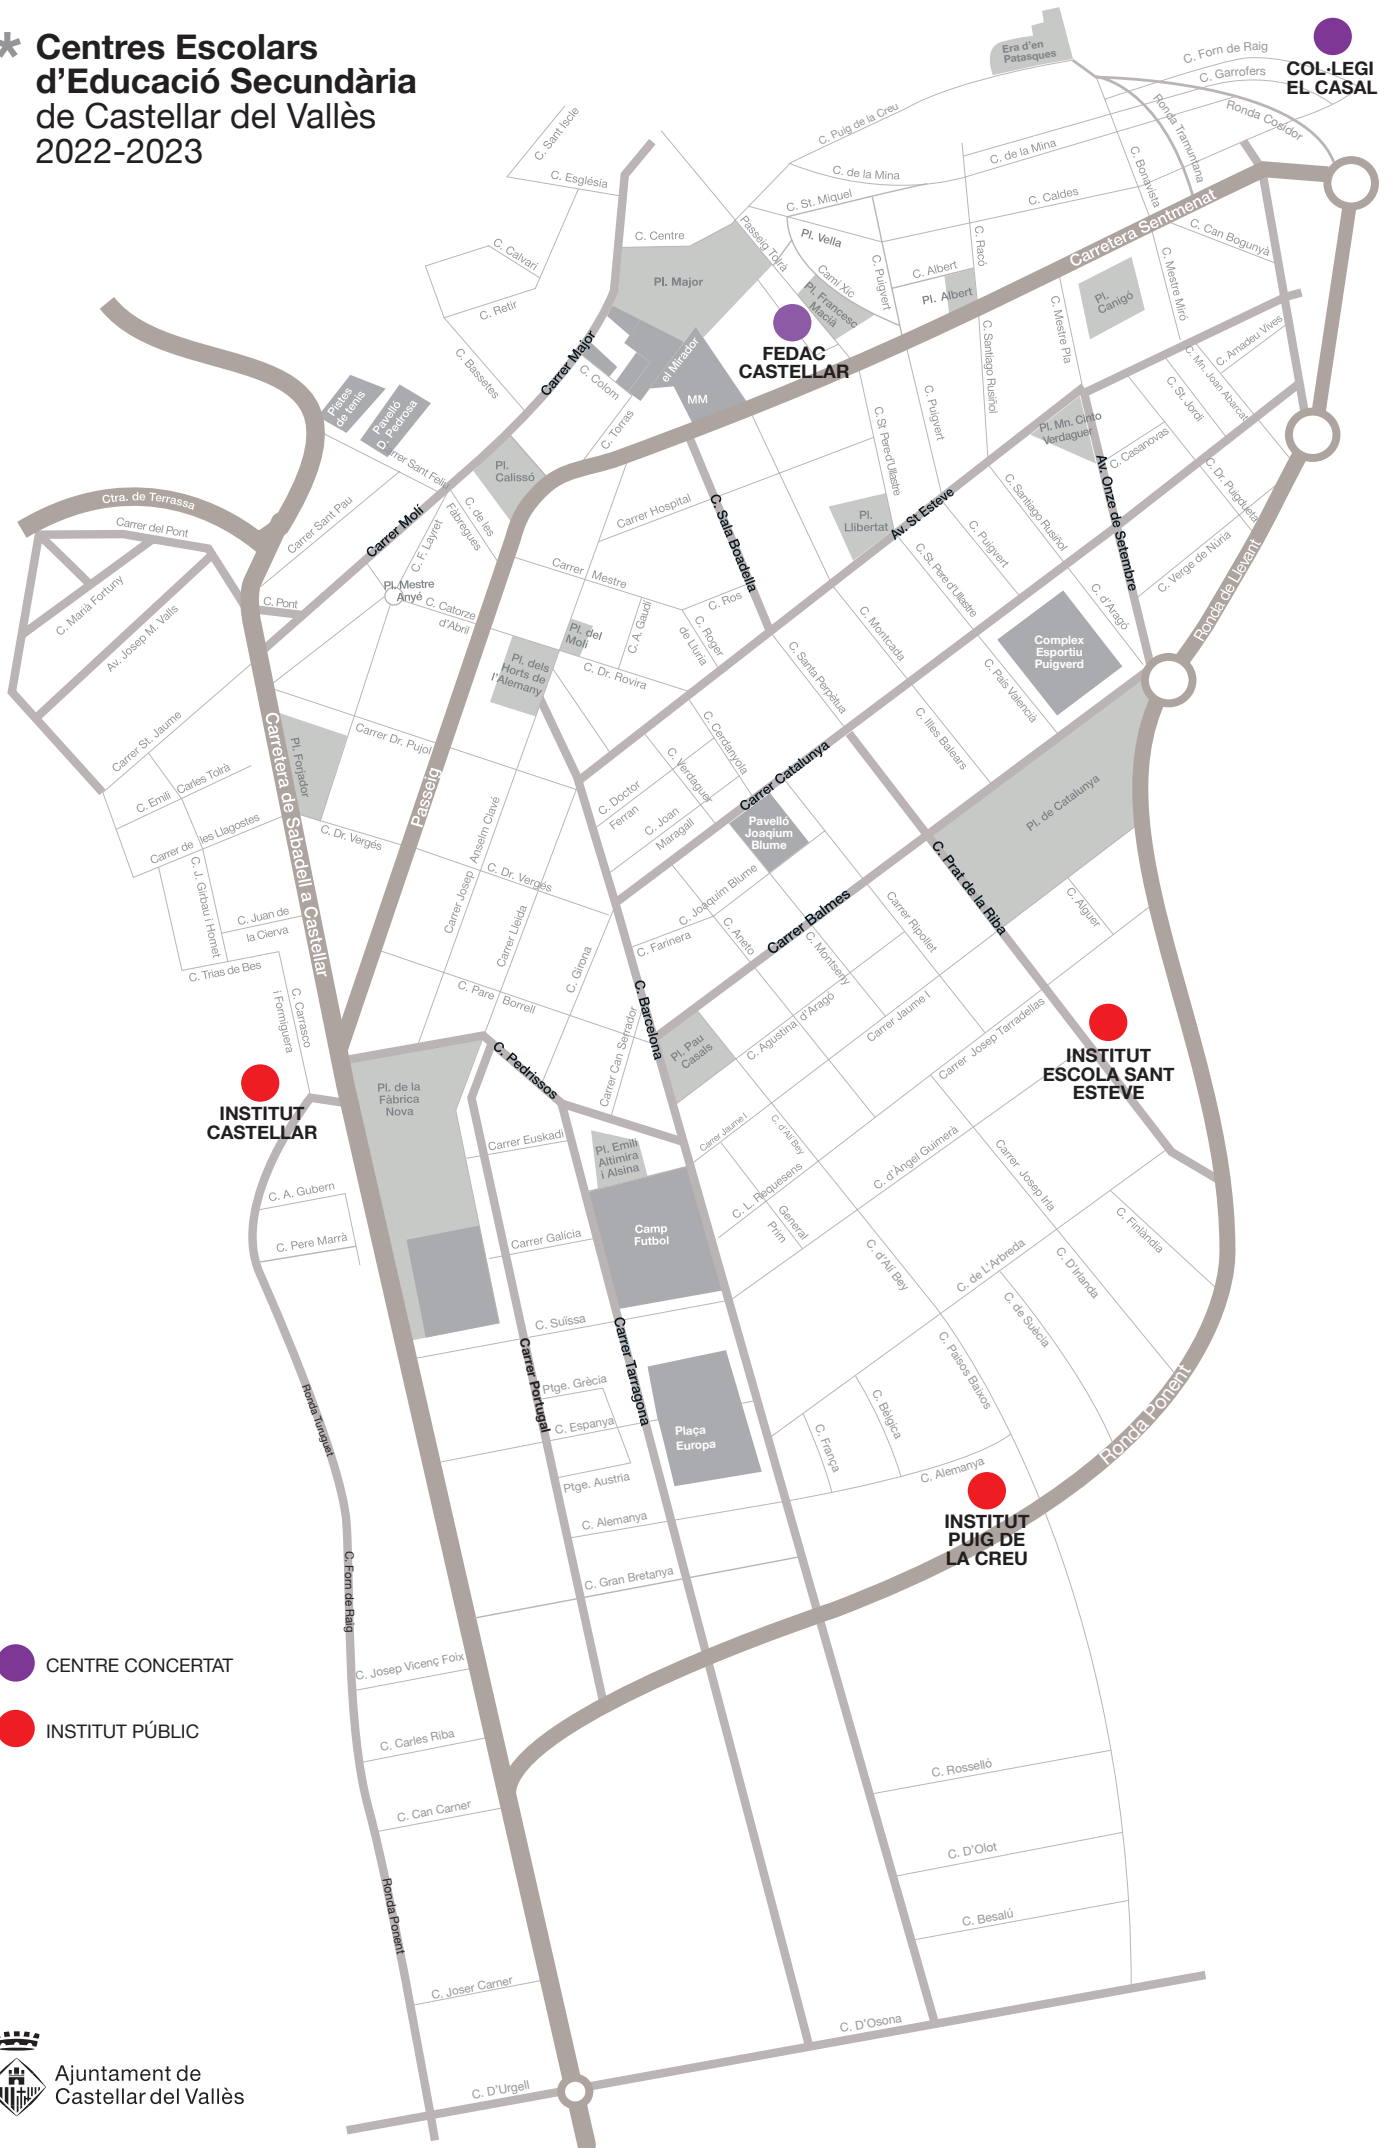 * Centres Escolars
d'Educació Secundària
de Castellar del Vallès
2022-2023
Era d'en
Patasques
C. Forn de Raig
C. Garrofers
COL·LEGI
EL CASAL
Ronda Cosidor
Ronda Tramuntana
C. Sant Iscle
C. Església
C. Puig de la Creu
C. de la Mina
C. de la Mina
C. Bonavista
C. St. Miquel
C. Caldes
Carretera Sentmenat
C. Can Bogunyà
C. Centre
Passeig Tolrà
Pl. Vella
C. Calvari
C. Puigvert
C. Racó
C. Albert
Camí Xic
Pl. Major
Pl. Francesc
Macià
Pl. Albert
Pl.
Canigó
C. Mestre Miró
C. Retir
C. Mestre Pla
C. Amadeu Vives
FEDAC
CASTELLAR
C. Santiago Rusiñol
C. Bassetes
Carrer Major
C. Colom
el Mirador
MM
C. Mn. Joan Abarcat
C. St. Jordi
Pistes
de tenis
Pavelló
D. Pedrosa
C. Torras
C. St Pere d'Ullastre
C. Puigvert
Pl. Mn. Cinto
Verdaguer
C. Casanovas
Carrer Sant Feliu
Pl.
Calissó
Av. Onze de Setembre
C. Dr. Puigdueta
Ctra. de Terrassa
Carrer del Pont
Carrer Sant Pau
Carrer Molí
C. de les
Fàbregues
Carrer Hospital
C. Sala Boadella
Pl.
Llibertat
Av. St Esteve
C. Santiago Rusiñol
C. Puigvert
C. F. Layret
C. St. Pere d'Ullastre
C. Verge de Núria
Ronda de Llevant
C. Marià Fortuny
Av. Josep M. Valls
C. Pont
Pl. Mestre
Anyé
C. Catorze
d'Abril
Carrer Mestre
C. A. Gaudí
C. Ros
C. Roger
de Lluria
C. Montcada
C. d'Aragó
Complex
Esportiu
Puigverd
Pl. del
Molí
C. Dr. Rovira
Pl. dels
Horts de
l'Alemany
C. Santa Perpètua
C. País Valencià
Carrer St. Jaume
Carretera de Sabadell a Castellar
Pl. Forjador
Carrer Dr. Pujol
Passeig
C. Cerdanyola
C. Illes Balears
C. Verdaguer
Carrer Catalunya
Pl. de Catalunya
C. Emili Carles Tolrà
C. Doctor
Ferran
C. Joan
Maragall
Pavelló
Joaqium
Blume
Carrer de les Llagostes
C. Dr. Vergés
Carrer Josep Anselm Clavé
C. Dr. Vergés
C. J. Girbau i Homet
C. Juan de
la Cierva
C. Joaquim Blume
Carrer Balmes
C. Prat de la Riba
C. Alguer
Carrer Lleida
C. Farinera
C. Aneto
C. Montseny
Carrer Ripollet
C. Trias de Bes
C. Girona
C. Carrasco
i Formiguera
C. Pare Borrell
C. Barcelona
C. Agustina d'Aragó
Carrer Jaume I
Carrer Josep Tarradellas
Carrer Can Serrador
Pl. Pau
Casals
INSTITUT
ESCOLA SANT
ESTEVE
C. Pedrissos
INSTITUT
CASTELLAR
Pl. de la
Fàbrica
Nova
Carrer Euskadi
Pl. Emili
Altimira
i Alsina
Carrer Jaume I
C. d'Alí Bey
C. d'Àngel Guimerà
Carrer Josep Irla
C. L. Requesens
General
Prim
C. A. Gubern
C. Pere Marrà
Carrer Galícia
Camp
Futbol
C. d'Alí Bey
C. de L'Arbreda
C. D'Irlanda
C. Finlàndia
C. de Suècia
C. Suïssa
Carrer Portugal
Carrer Tarragona
C. Països Baixos
Ronda Turuguet
Ptge. Grècia
C. Espanya
Ptge. Austria
Plaça
Europa
C. França
C. Bèlgica
Ronda Ponent
C. Alemanya
C. Alemanya
INSTITUT
PUIG DE
LA CREU
C. Forn de Raig
C. Gran Bretanya
CENTRE CONCERTAT
INSTITUT PÚBLIC
C. Josep Vicenç Foix
C. Carles Riba
C. Can Carner
C. Rosselló
C. D'Olot
C. Besalú
Ronda Ponent
C. Joser Carner
C. D'Osona
C. D'Urgell
Ajuntament de
Castellar del Vallès